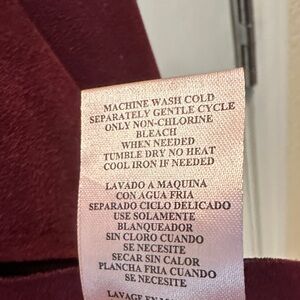 MACHINE WASH COLD
SEPARATELY GENTLE CYCLE
ONLY NON-CHLORINE
BLEACH
WHEN NEEDED
TUMBLE DRY NO HEAT
COOL IRON IF NEEDED
LAVADO A MAQUINA
CON AGUA FRIA
SEPARADO CICLO DELICADO
USE SOLAMENTE
BLANQUEADOR
SIN CLORO CUANDO
SE NECESITE
SECAR SIN CALOR
PLANCHA FRIA CUANDO
SE NECESITE
LAVAGE EN